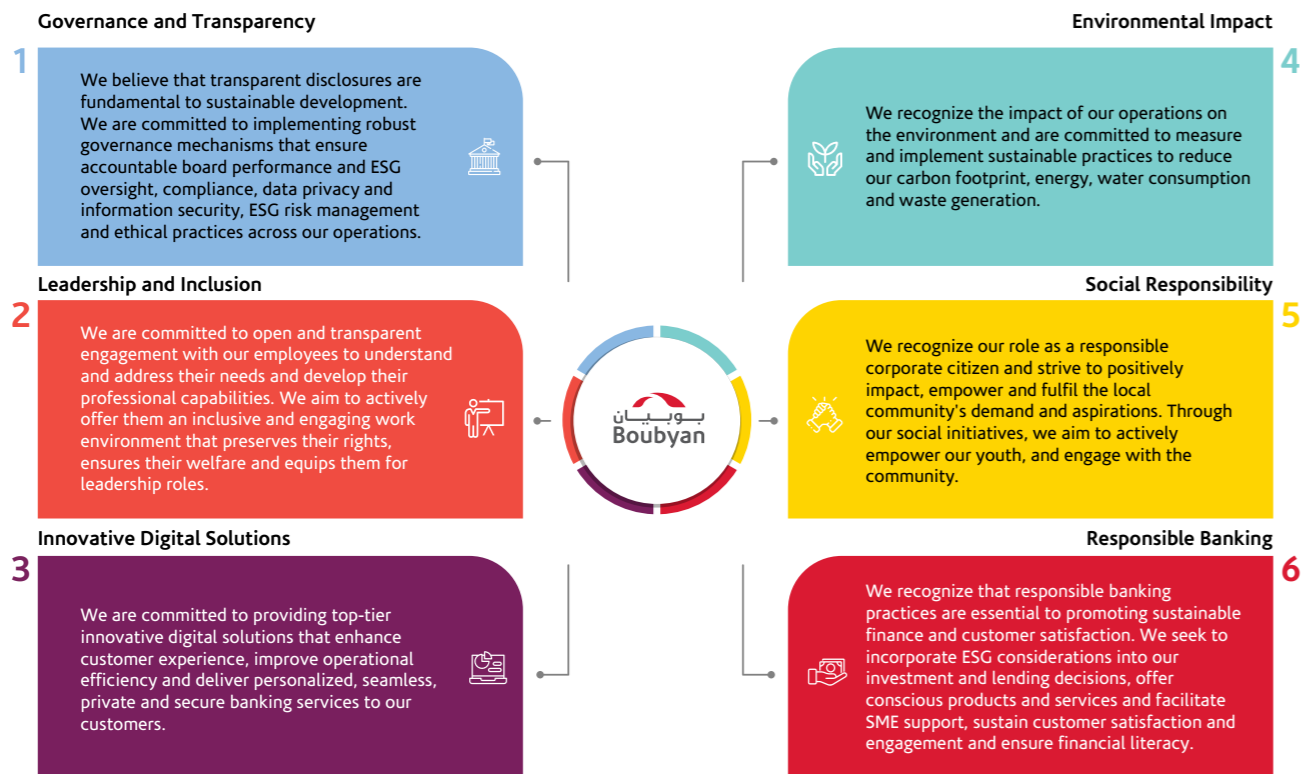 Governance and Transparency
1
We believe that transparent disclosures are
fundamental to sustainable development.
We are committed to implementing robust
governance mechanisms that ensure
accountable board performance and ESG
oversight, compliance, data privacy and
information security, ESG risk management
and ethical practices across our operations.
Leadership and Inclusion
2
We are committed to open and transparent
engagement with our employees to understand
and address their needs and develop their
professional capabilities. We aim to actively
offer them an inclusive and engaging work
environment that preserves their rights,
ensures their welfare and equips them for
leadership roles.
Innovative Digital Solutions
3
We are committed to providing top-tier
innovative digital solutions that enhance
customer experience, improve operational
efficiency and deliver personalized, seamless,
private and secure banking services to our
customers.
بوبيان
Boubyan
Environmental Impact
4
We recognize the impact of our operations on
the environment and are committed to measure
and implement sustainable practices to reduce
our carbon footprint, energy, water consumption
and waste generation.
Social Responsibility
5
We recognize our role as a responsible
corporate citizen and strive to positively
impact, empower and fulfil the local
community's demand and aspirations. Through
our social initiatives, we aim to actively
empower our youth, and engage with the
community.
Responsible Banking
6
We recognize that responsible banking
practices are essential to promoting sustainable
finance and customer satisfaction. We seek to
incorporate ESG considerations into our
investment and lending decisions, offer
conscious products and services and facilitate
SME support, sustain customer satisfaction and
engagement and ensure financial literacy.